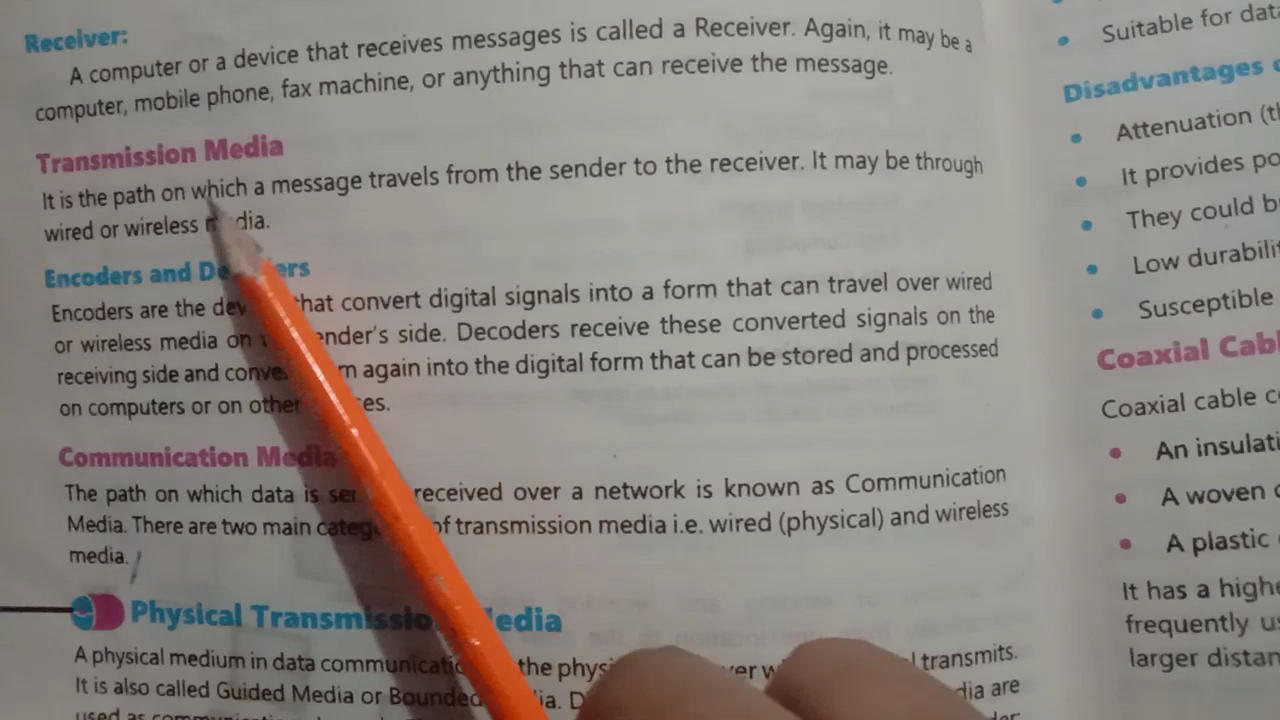 Receiver:
A computer or a device that receives messages is called a Receiver. Again, it may be a
computer, mobile phone, fax machine, or anything that can receive the message.
Transmission Media
It is the path on which a message travels from the sender to the receiver. It may be through
wired or wireless media.
Encoders and
Encoders are the that convert digital signals into a form that can travel over wired
or wireless media on side. Decoders receive these converted signals on the
receiving side and again into the digital form that can be stored and processed
on computers or on other
Communication Media
The path on which data is received over a network is known as Communication
Media. There are two main of transmission media i.e. wired (physical) and wireless
media.
Physical Transmission Media
A physical medium in data the transmits.
It is also called Guided Media or Bounded are
used as
Suitable for
Disadvantages
Attenuation
It provides
They could
Low
Susceptible
Coaxial
Coaxial cable
An
A woven
A plastic
It has a
frequently
larger